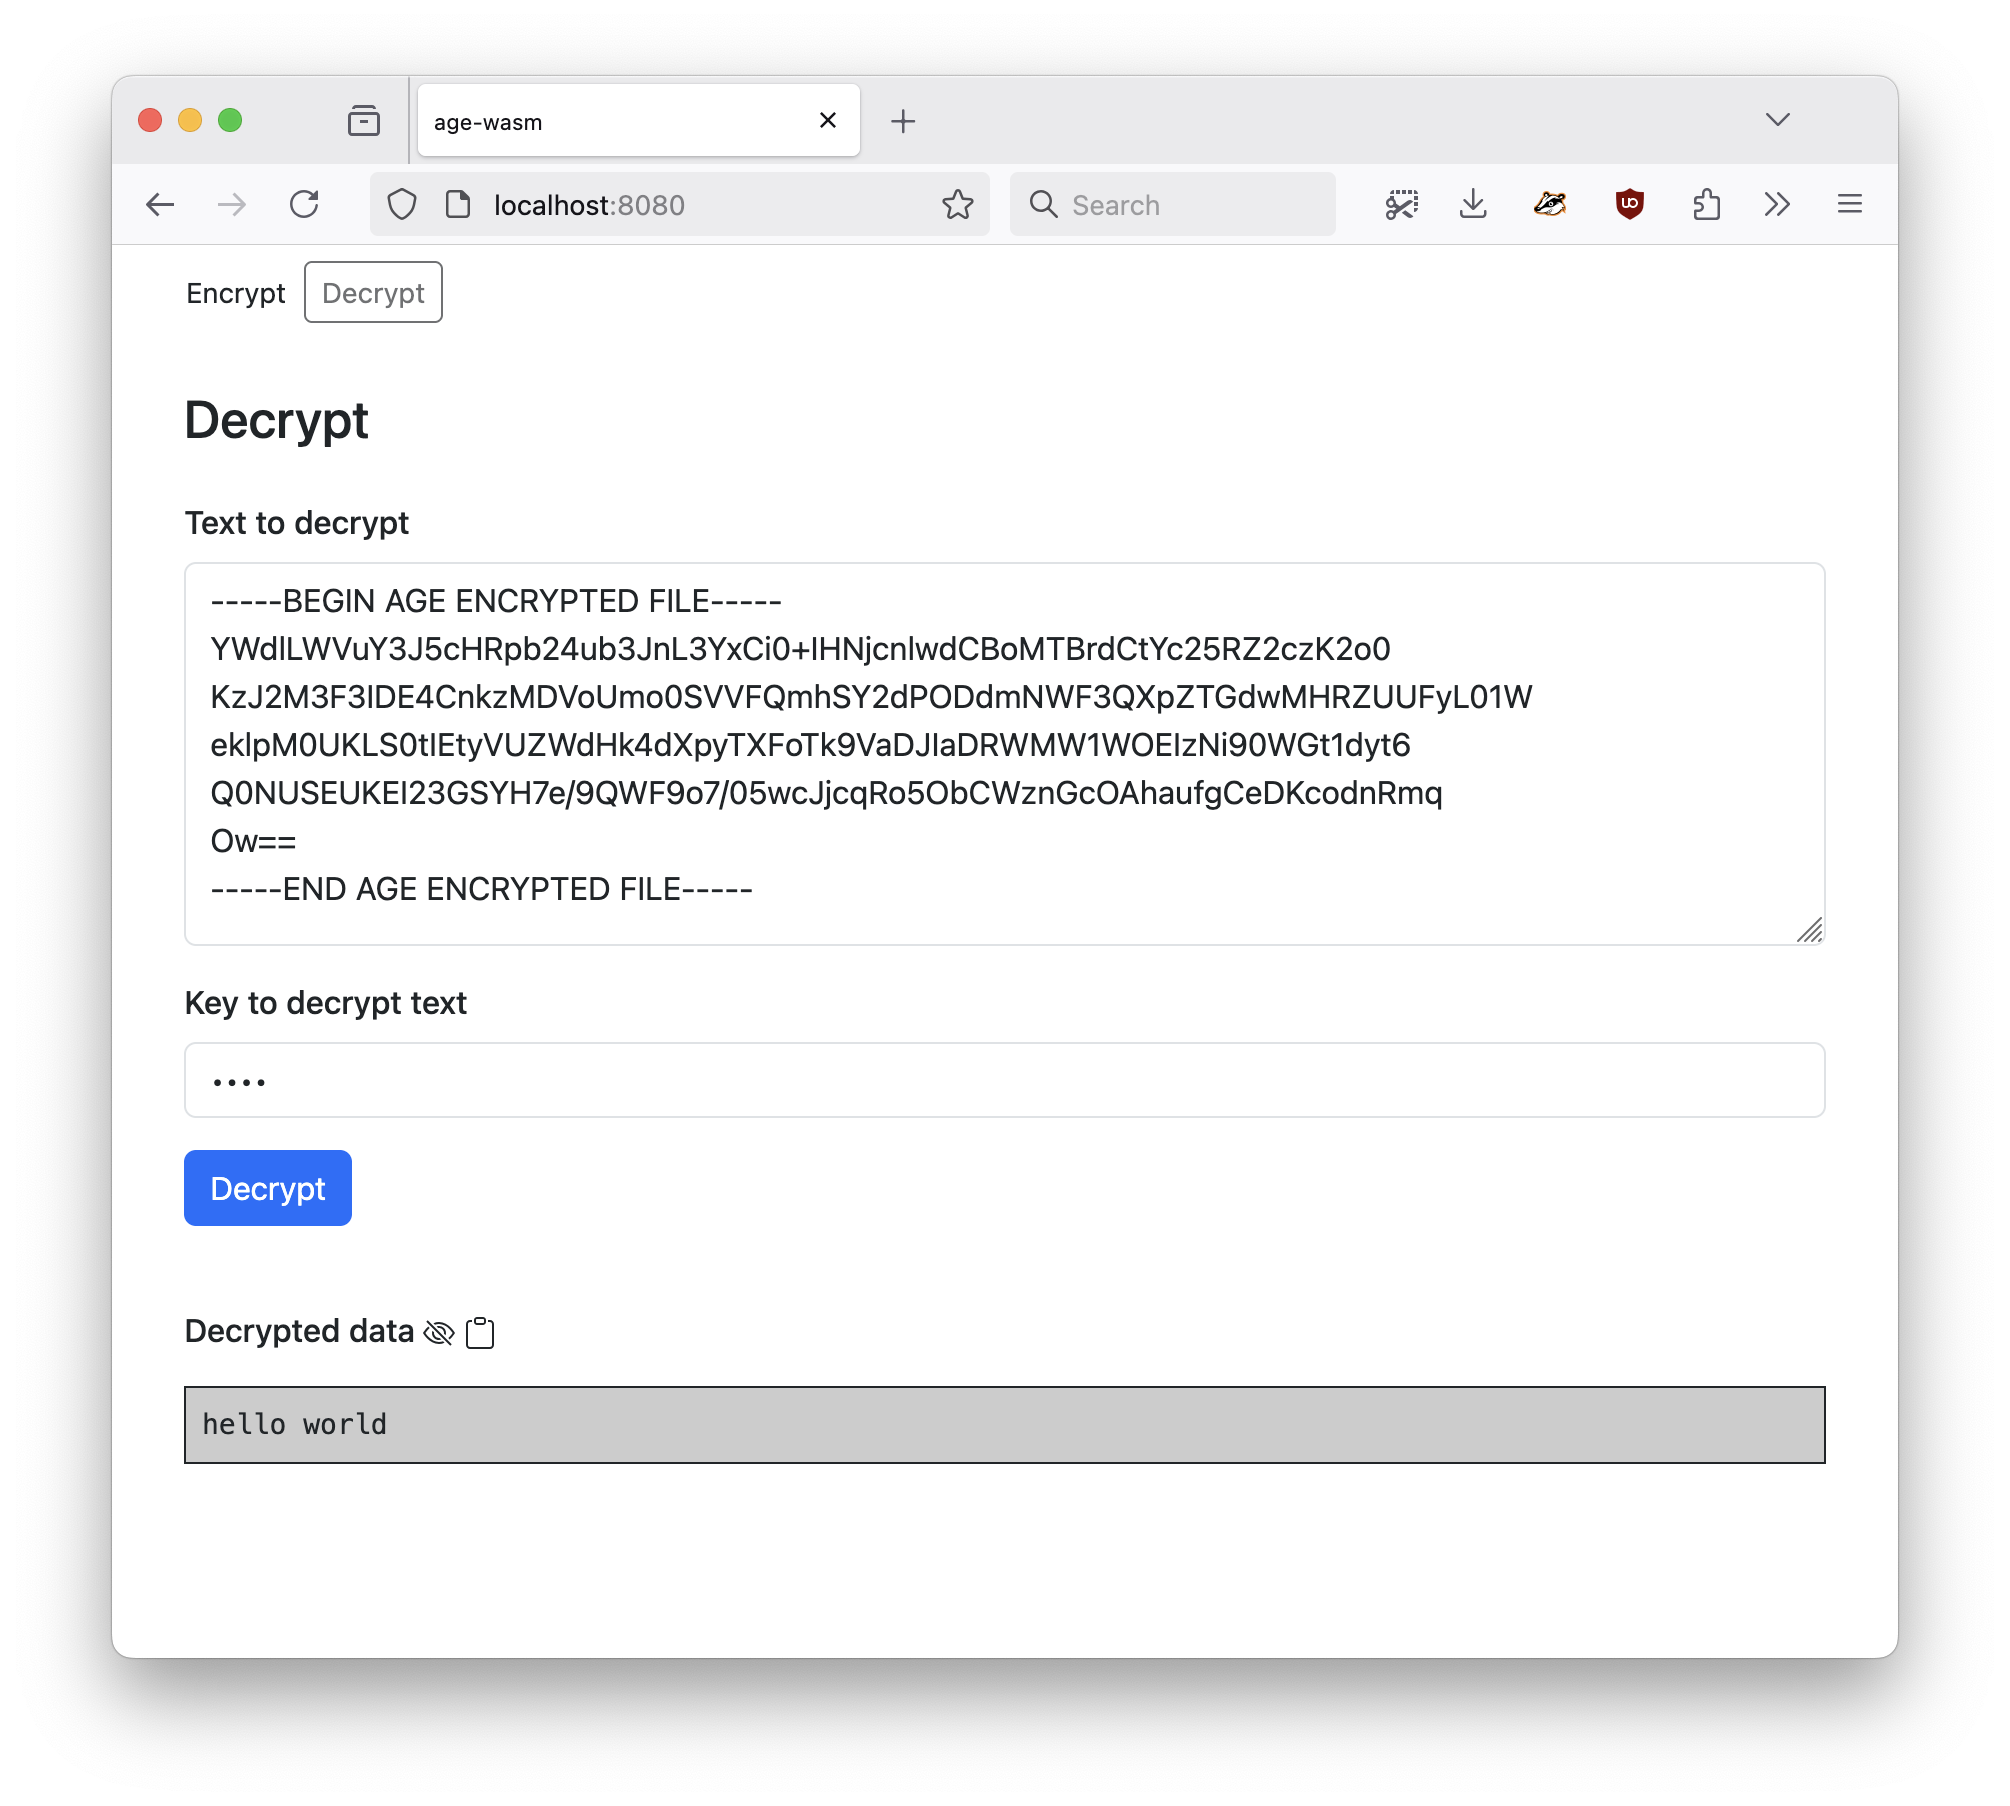 age-wasm
localhost:8080
Search
Encrypt Decrypt
Decrypt
Text to decrypt
-----BEGIN AGE ENCRYPTED FILE-----
YWdlLWVuY3J5cHRpb24ub3JnL3YxCi0+IHNjcnlwdCBoMTBrdCtYc25RZ2czK2o0
KzJ2M3F3IDE4CnkzMDVoUmo0SVVFQmhSY2dPODdmNWF3QXpZTGdwMHRZUUFyL01W
eklpM0UKLS0tIEtyVUZWdHk4dXpyTXFoTk9VaDJIaDRWMW1WOEIzNi90WGt1dyt6
Q0NUSEUKEI23GSYH7e/9QWF9o7/05wcJjcqRo5ObCWznGcOAhaufgCeDKcodnRmq
Ow==
-----END AGE ENCRYPTED FILE-----
Key to decrypt text
••••
Decrypt
Decrypted data
hello world